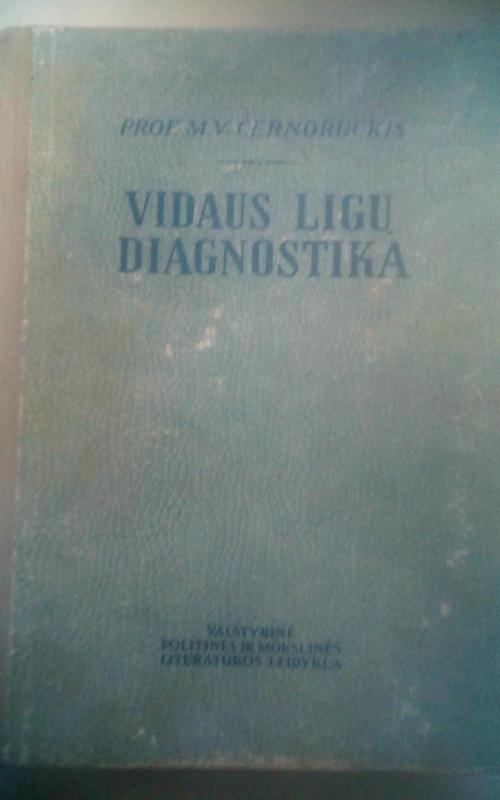 PROF. M. V. ČERNORUCKIS
VIDAUS LIGŲ
DIAGNOSTIKA
VALSTYBINĖ
POLITINĖS IR MOKSLINĖS
LITERATŪROS LEIDYKLA